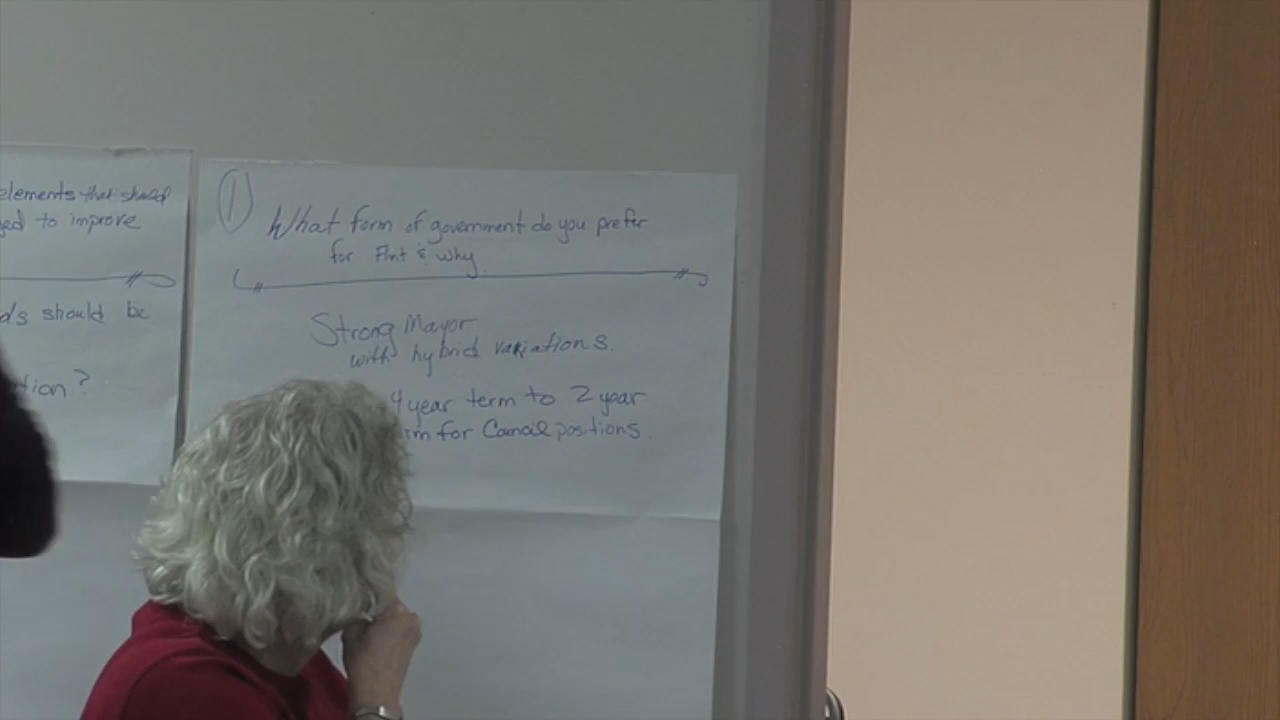 elements that should
ged to improve
ds should be
tion?
1
What form of government do you prefer
for Flint & why
Strong Mayor
with hybrid variations.
4 year term to 2 year
rm for Council positions.